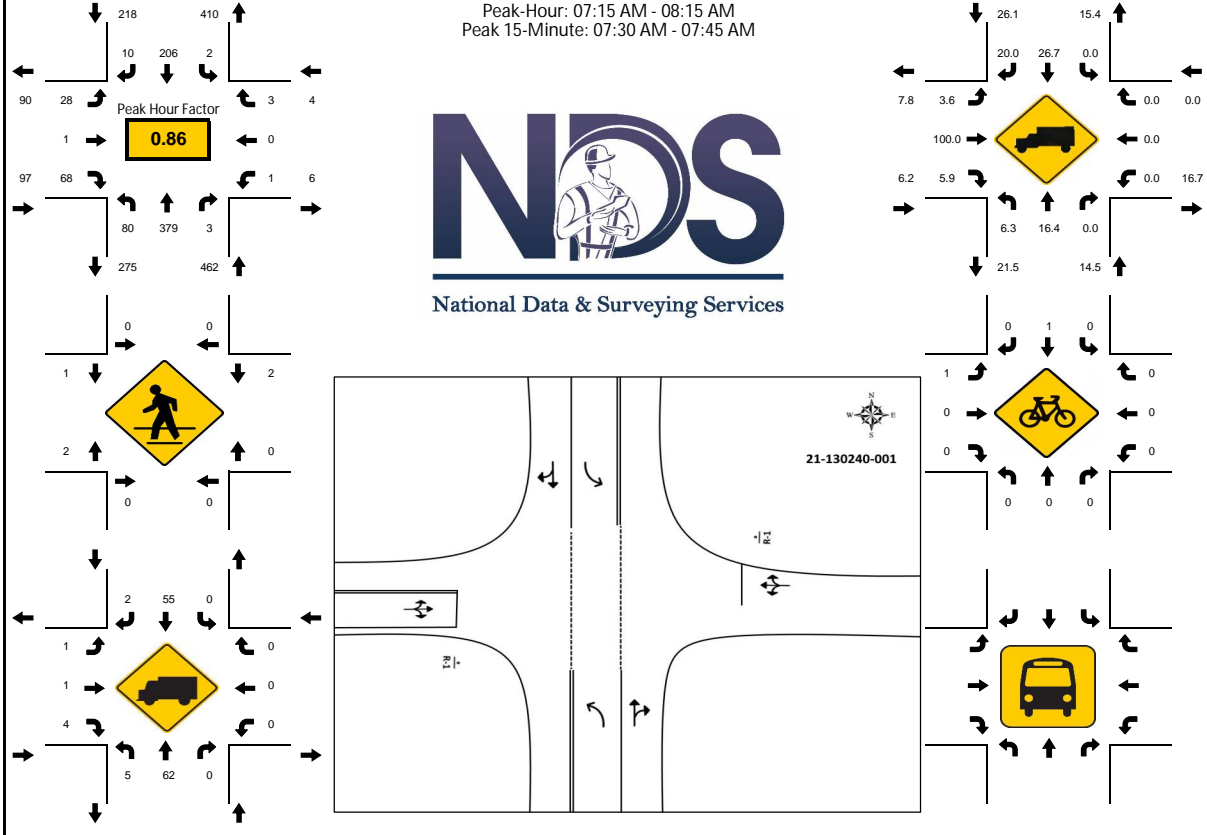 Peak-Hour: 07:15 AM - 08:15 AM
Peak 15-Minute: 07:30 AM - 07:45 AM
218 410
10 206 2
90 28 3 4
Peak Hour Factor
0.86
1 0
97 68 1 6
80 379 3
275 462
26.1 15.4
20.0 26.7 0.0
7.8 3.6 0.0 0.0
100.0 0.0
6.2 5.9 0.0 16.7
6.3 16.4 0.0
21.5 14.5
NDS
National Data & Surveying Services
0 0
1 2
2 0
0 0
0 1 0
1 0
0 0
0 0
0 0 0
N
W E
S
21-130240-001
R-1
R-1
2 55 0
1 0
1 0
4 0
5 62 0